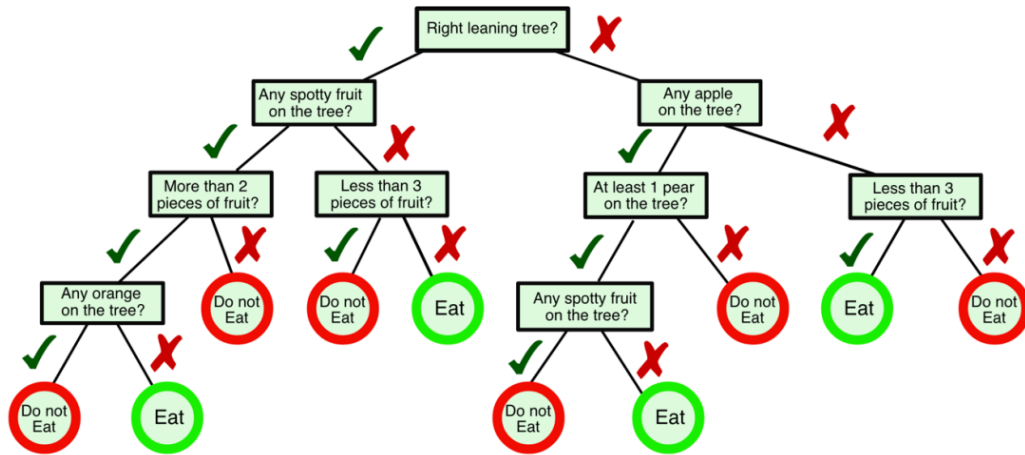 Right leaning tree?
Any spotty fruit
on the tree?
Any apple
on the tree?
More than 2
pieces of fruit?
Less than 3
pieces of fruit?
At least 1 pear
on the tree?
Less than 3
pieces of fruit?
Any orange
on the tree?
Do not
Eat
Do not
Eat
Eat
Any spotty fruit
on the tree?
Do not
Eat
Eat
Do not
Eat
Do not
Eat
Eat
Do not
Eat
Eat